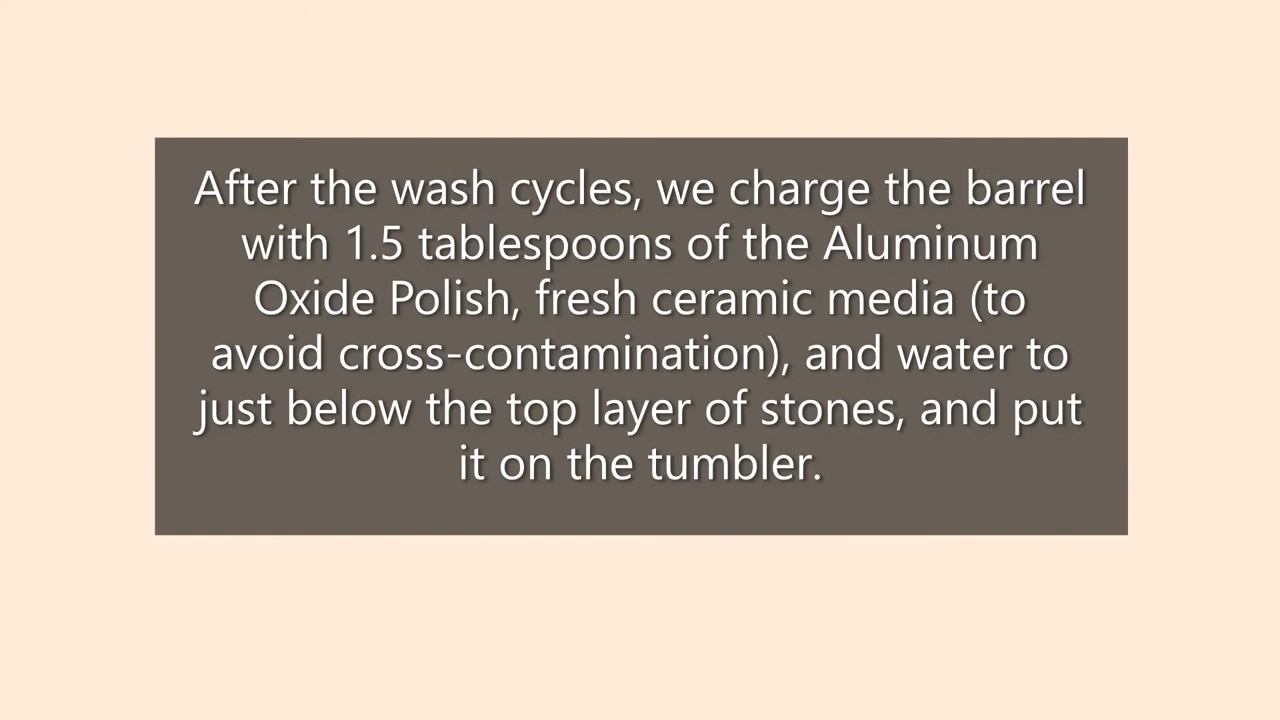 After the wash cycles, we charge the barrel
with 1.5 tablespoons of the Aluminum
Oxide Polish, fresh ceramic media (to
avoid cross-contamination), and water to
just below the top layer of stones, and put
it on the tumbler.